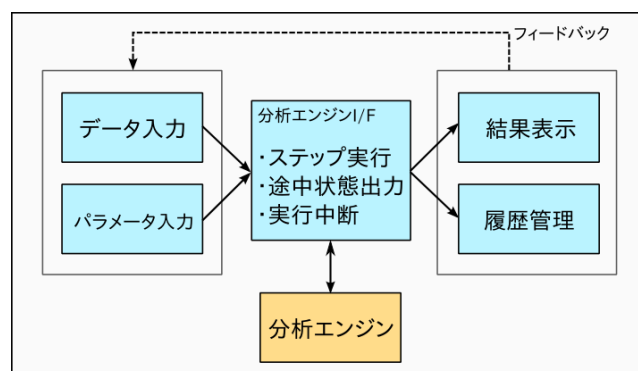 フィードバック
データ入力
パラメータ入力
分析エンジンI/F
・ステップ実行
・途中状態出力
・実行中断
結果表示
履歴管理
分析エンジン